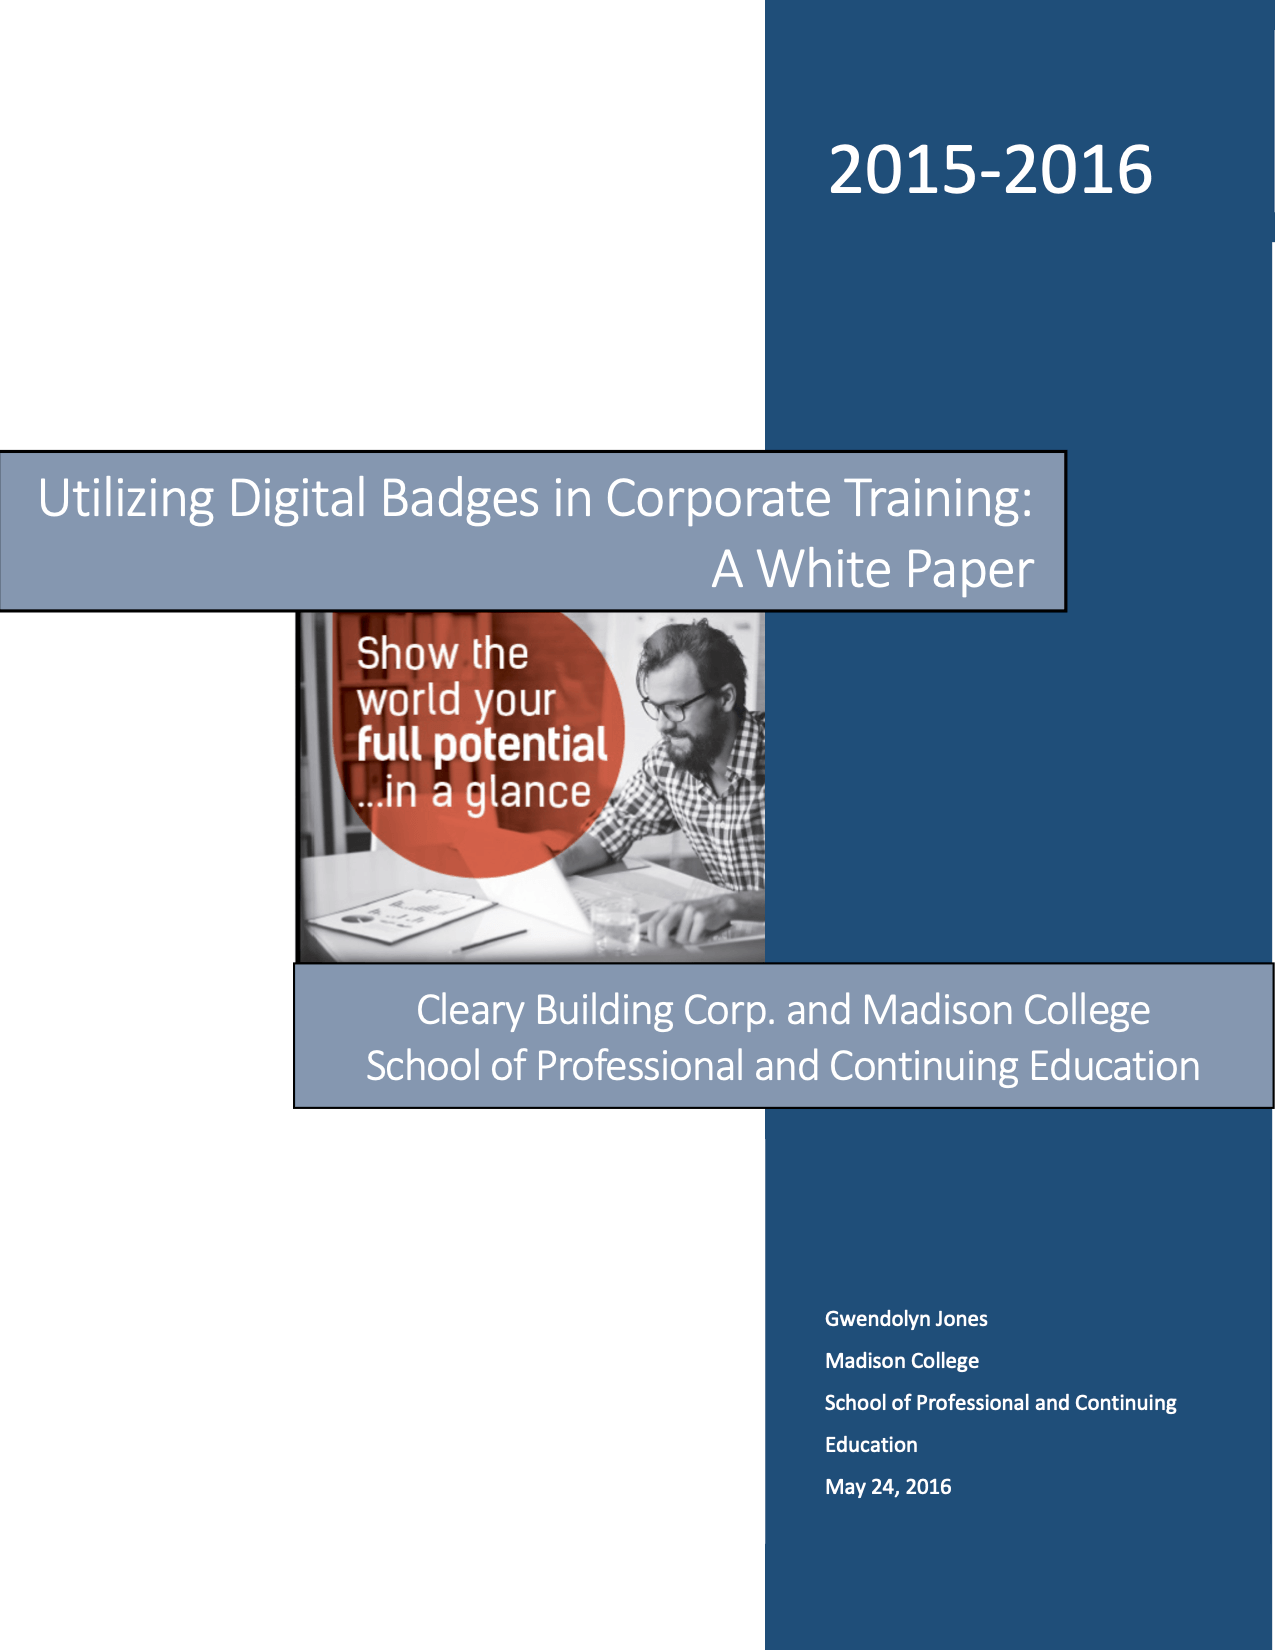 2015-2016
Utilizing Digital Badges in Corporate Training:
A White Paper
Show the
world your
full potential
...in a glance
Cleary Building Corp. and Madison College
School of Professional and Continuing Education
Gwendolyn Jones
Madison College
School of Professional and Continuing
Education
May 24, 2016